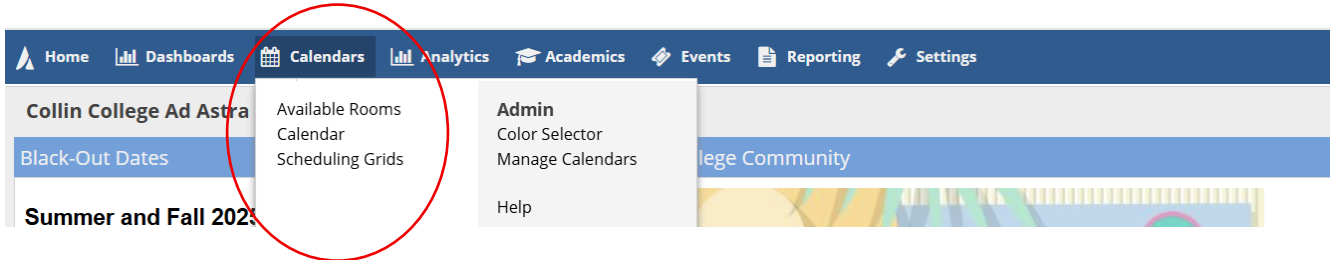 Home Dashboards Calendars Analytics Academics Events Reporting Settings
Collin College Ad Astra
Available Rooms
Calendar
Scheduling Grids
Admin
Color Selector
Manage Calendars
Help
Black-Out Dates
lege Community
Summer and Fall 202